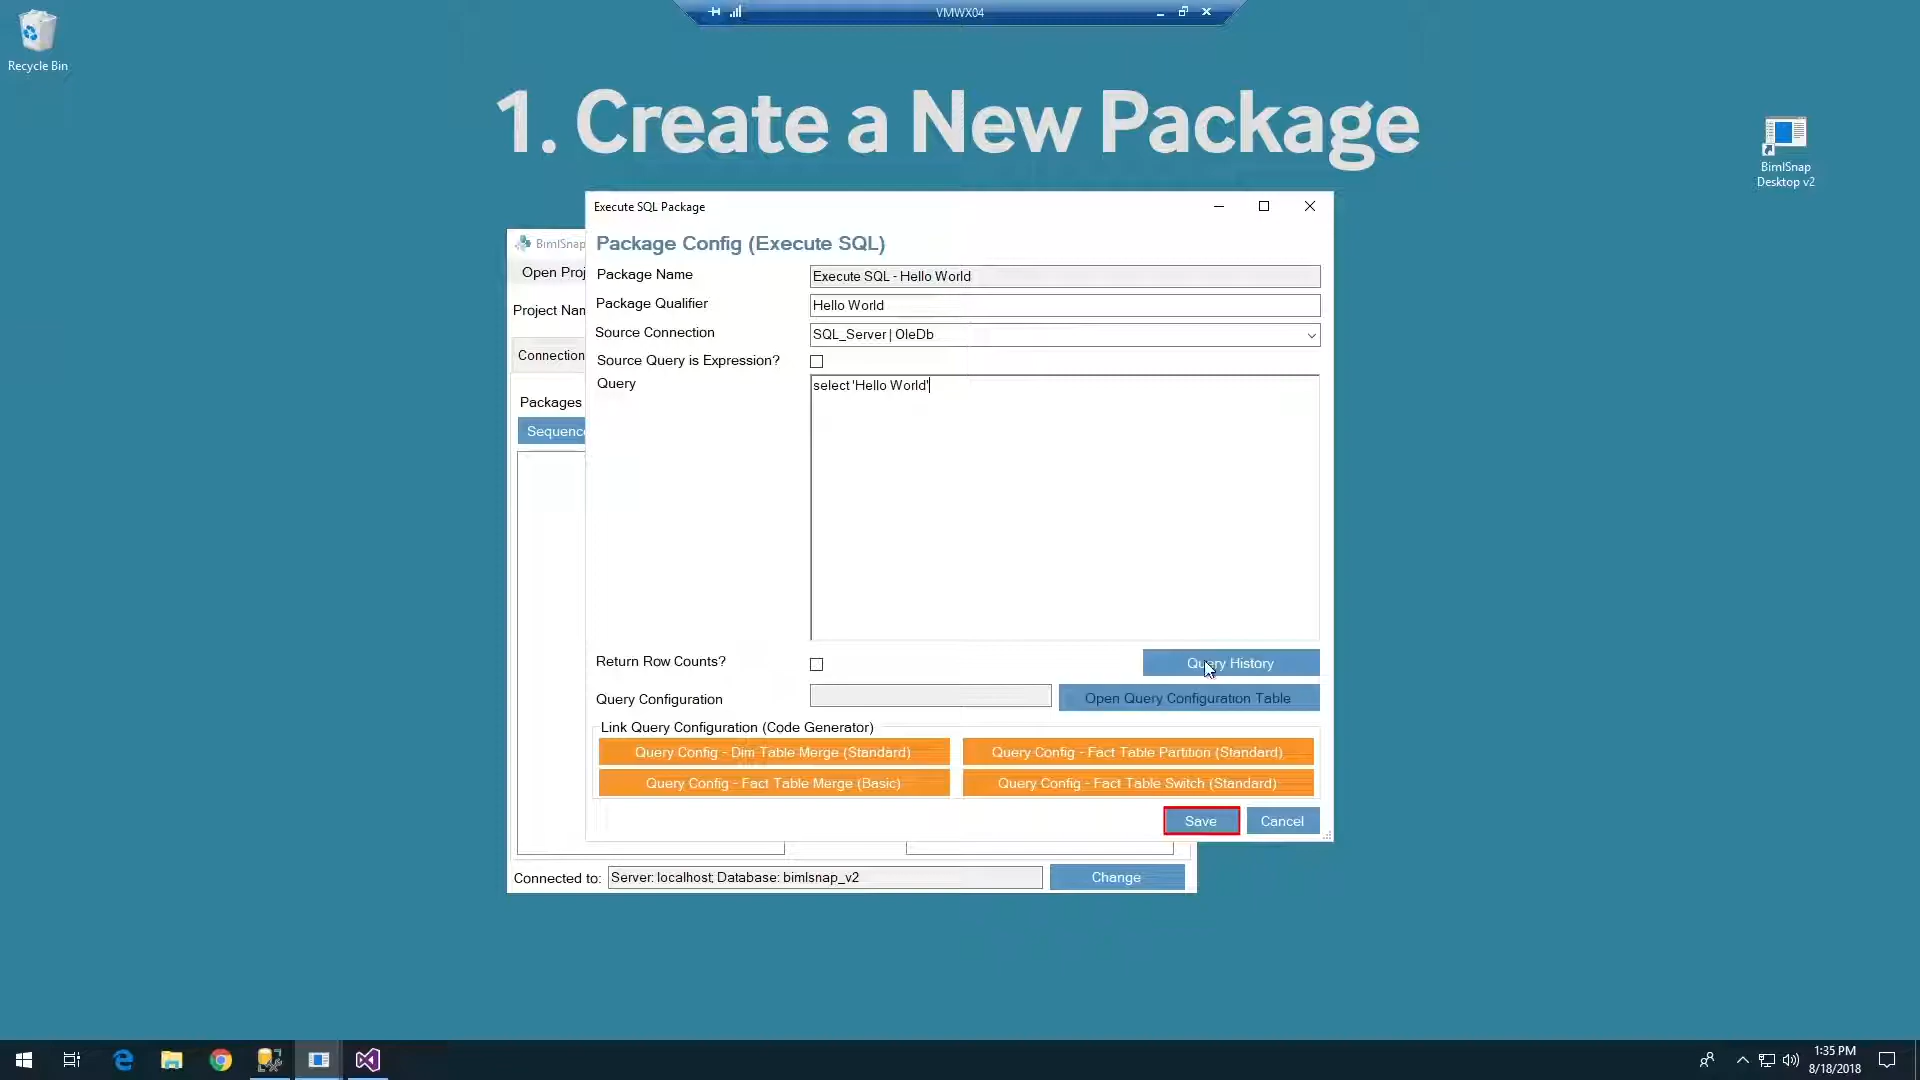 VMWX04
Recycle Bin
1. Create a New Package
BimlSnap
Desktop v2
Execute SQL Package
BimlSnap
Package Config (Execute SQL)
Open Proj
Package Name
Execute SQL - Hello World
Package Qualifier
Hello World
Project Nam
Source Connection
SQL_Server | OleDb
Connection
Source Query is Expression?
Query
select 'Hello World'
Packages
Sequence
Return Row Counts?
Query History
Query Configuration
Open Query Configuration Table
Link Query Configuration (Code Generator)
Query Config - Dim Table Merge (Standard)
Query Config - Fact Table Partition (Standard)
Query Config - Fact Table Merge (Basic)
Query Config - Fact Table Switch (Standard)
Save
Cancel
Connected to:
Server: localhost; Database: bimlsnap_v2
Change
1:35 PM
8/18/2018